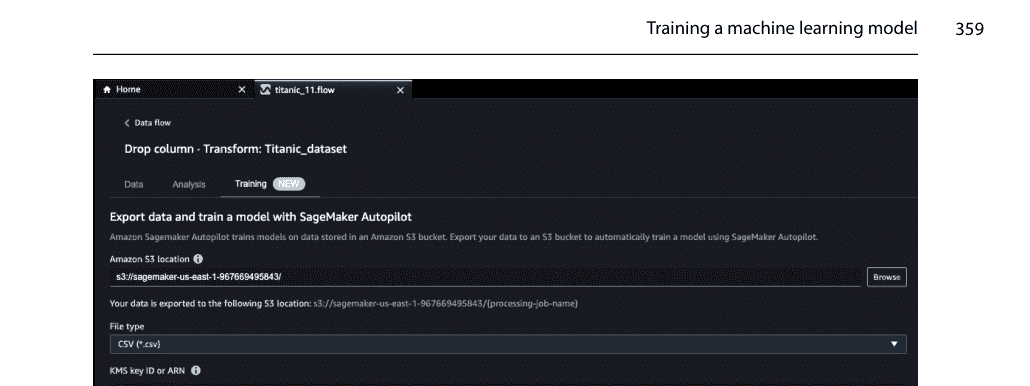 Training a machine learning model 359
Home
titanic_11.flow
Data flow
Drop column · Transform: Titanic_dataset
Data Analysis Training NEW
Export data and train a model with SageMaker Autopilot
Amazon Sagemaker Autopilot trains models on data stored in an Amazon S3 bucket. Export your data to an S3 bucket to automatically train a model using SageMaker Autopilot.
Amazon S3 location
s3://sagemaker-us-east-1-967669495843/
Browse
Your data is exported to the following S3 location: s3://sagemaker-us-east-1-967669495843/{processing-job-name}
File type
CSV (*.csv)
KMS key ID or ARN